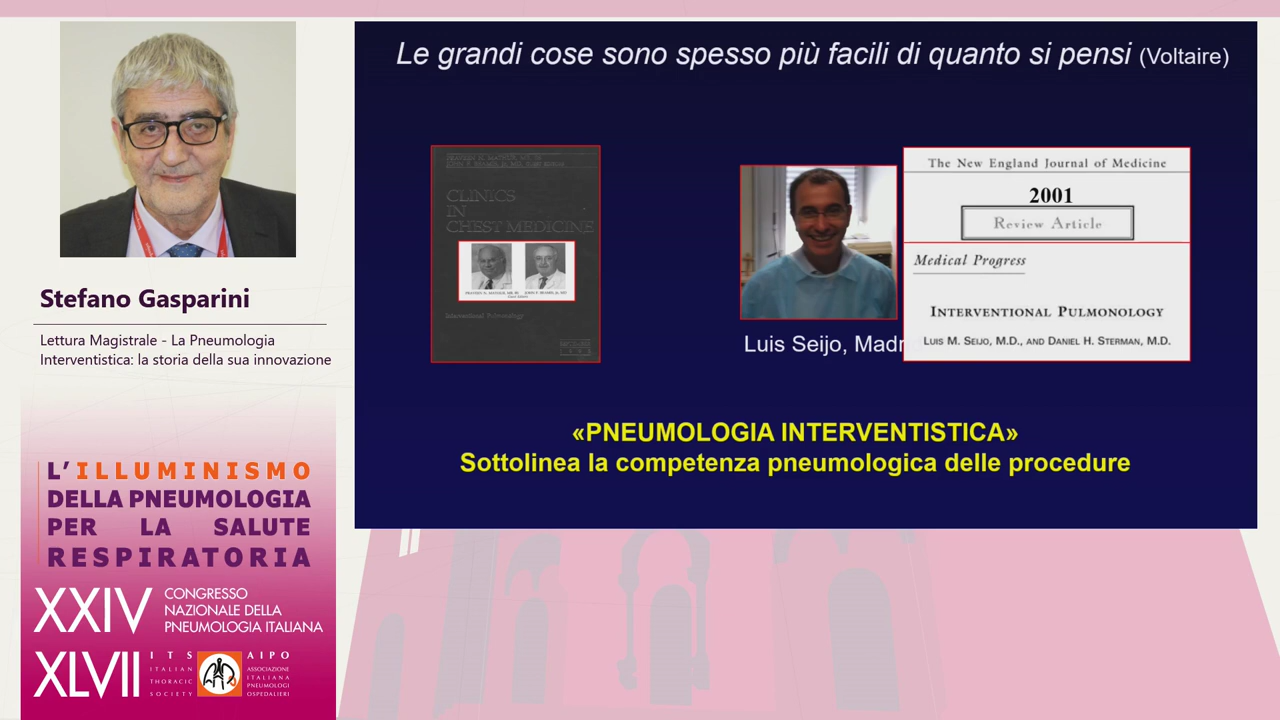 Le grandi cose sono spesso più facili di quanto si pensi (Voltaire)
CLINICS
IN
CHEST MEDICINE
Interventional Pulmonology
The New England Journal of Medicine
2001
Review Article
Medical Progress
INTERVENTIONAL PULMONOLOGY
LUIS M. SEIJO, M.D., AND DANIEL H. STERMAN, M.D.
Luis Seijo, Madr
«PNEUMOLOGIA INTERVENTISTICA»
Sottolinea la competenza pneumologica delle procedure
Stefano Gasparini
Lettura Magistrale - La Pneumologia
Interventistica: la storia della sua innovazione
L'ILLUMINISMO
DELLA PNEUMOLOGIA
PER LA SALUTE
RESPIRATORIA
XXIV
CONGRESSO
NAZIONALE DELLA
PNEUMOLOGIA ITALIANA
XLVII
ITS
ITALIAN
THORACIC
SOCIETY
AIPO
ASSOCIAZIONE
ITALIANA
PNEUMOLOGI
OSPEDALIERI